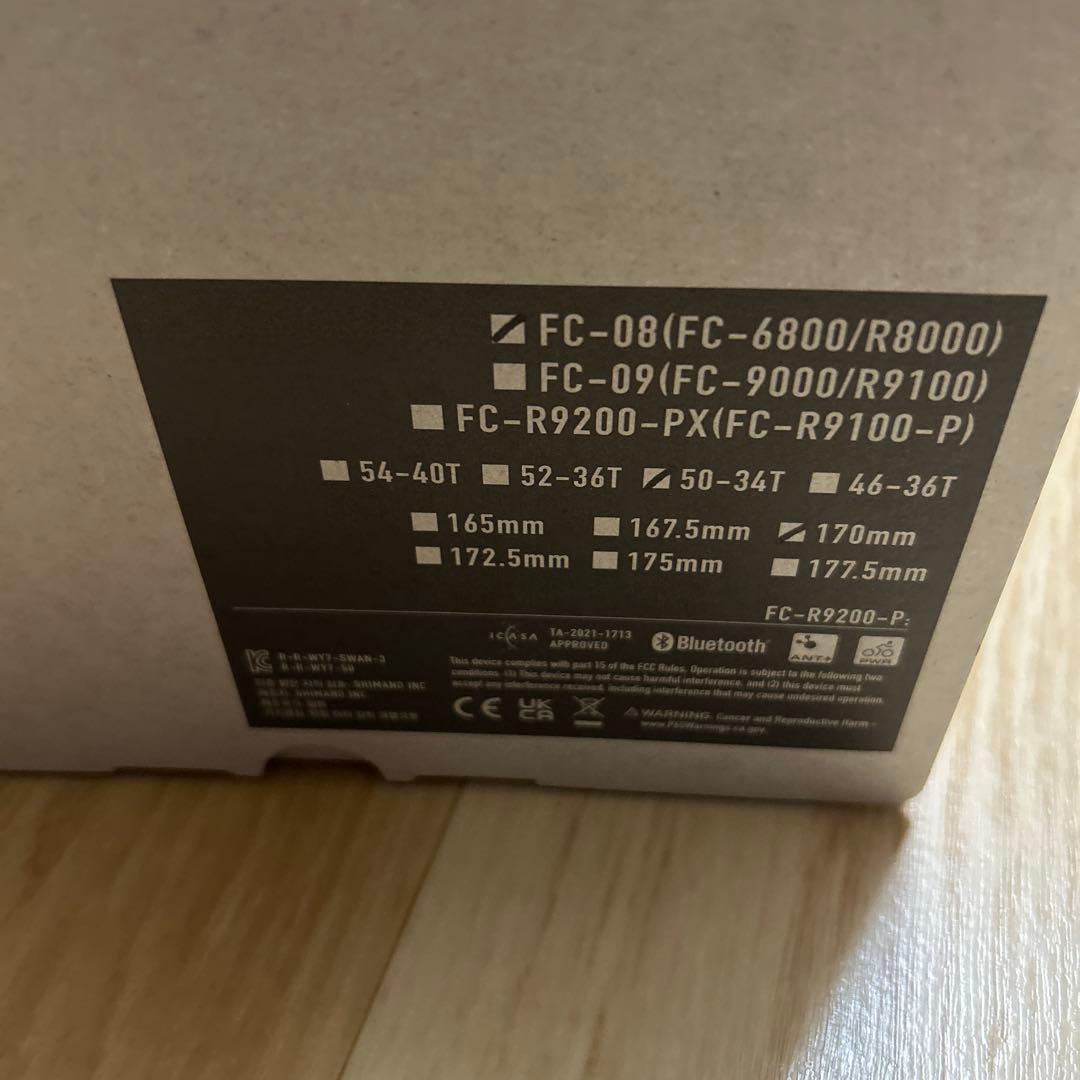 FC-08(FC-6800/R8000)
FC-09(FC-9000/R9100)
FC-R9200-PX(FC-R9100-P)
54-40T 52-36T 50-34T 46-36T
165mm 167.5mm 170mm
172.5mm 175mm 177.5mm
FC-R9200-P:
ICASA TA-2021-1713 APPROVED Bluetooth ANT+ PWR
R-R-WY7-SWAN-3
SHIMANO INC
SHIMANO INC
This device complies with part 15 of the FCC Rules. Operation is subject to the following two
conditions: (1) This device may not cause harmful interference, and (2) this device must
accept any interference received, including interference that may cause undesired operation.
CE UK CA WARNING: Cancer and Reproductive Harm -
www.P65Warnings.ca.gov.